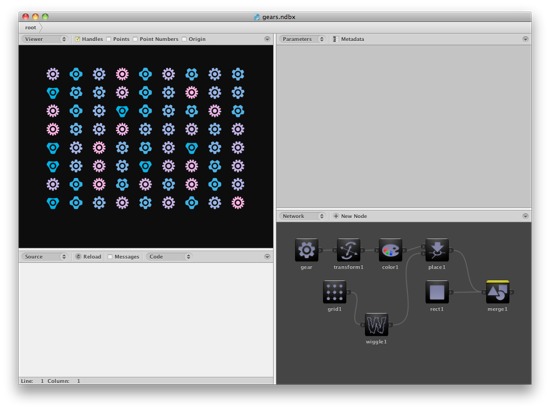 gears.ndbx
root
Viewer Handles Points Point Numbers Origin
Parameters Metadata
Network New Node
gear transform1 color1 place1
grid1 rect1 merge1
wiggle1
Source Reload Messages Code
Line: 1 Column: 1